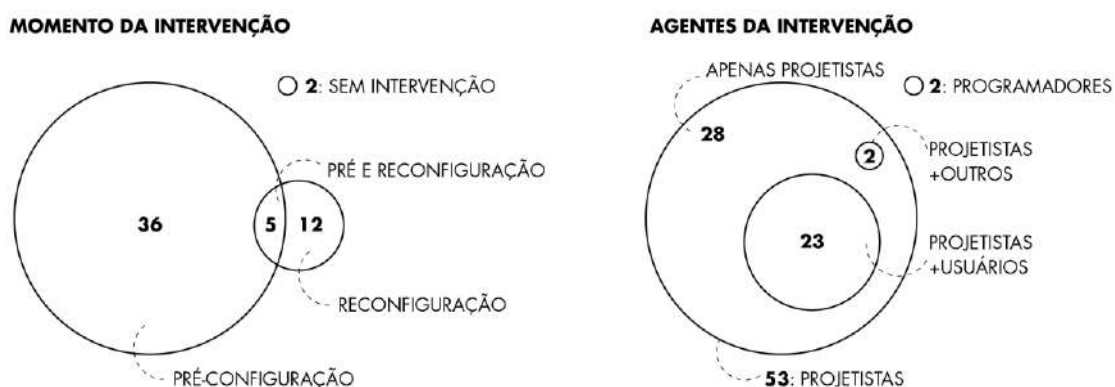 MOMENTO DA INTERVENÇÃO
2: SEM INTERVENÇÃO
PRÉ E RECONFIGURAÇÃO
36
5
12
RECONFIGURAÇÃO
PRÉ-CONFIGURAÇÃO
AGENTES DA INTERVENÇÃO
APENAS PROJETISTAS
2: PROGRAMADORES
28
2
PROJETISTAS
+OUTROS
23
PROJETISTAS
+USUÁRIOS
53: PROJETISTAS